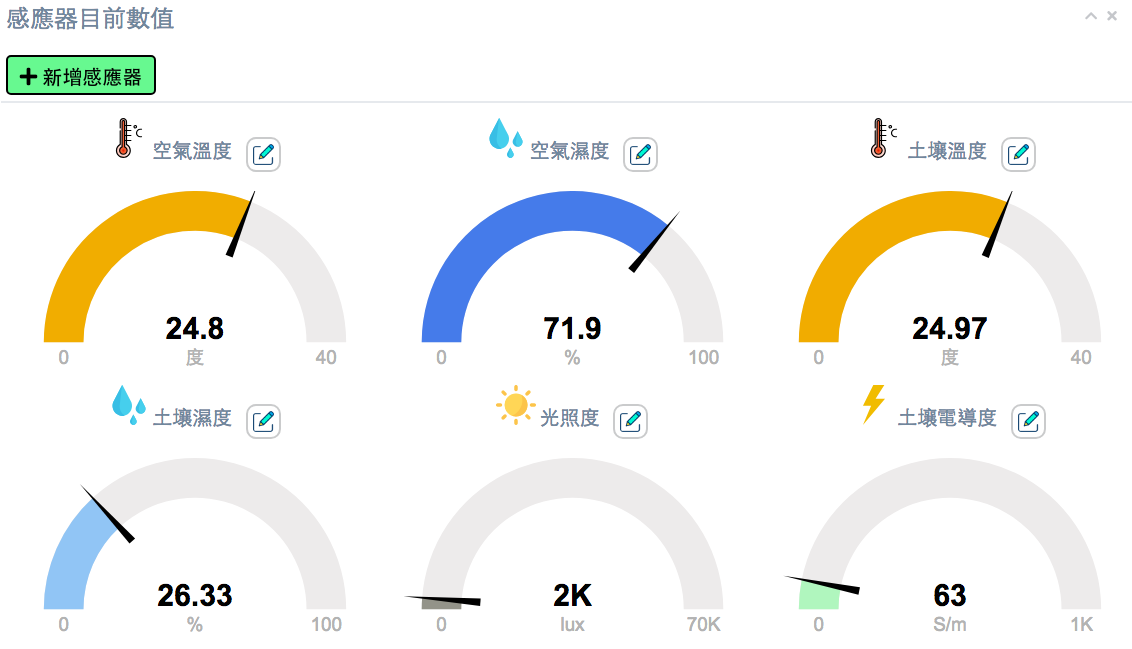 感應器目前數值
新增感應器
°C 空氣溫度
空氣濕度
°C 土壤溫度
24.8
0 度 40
71.9
0 % 100
24.97
0 度 40
土壤濕度
光照度
土壤電導度
26.33
0 % 100
2K
0 lux 70K
63
0 S/m 1K